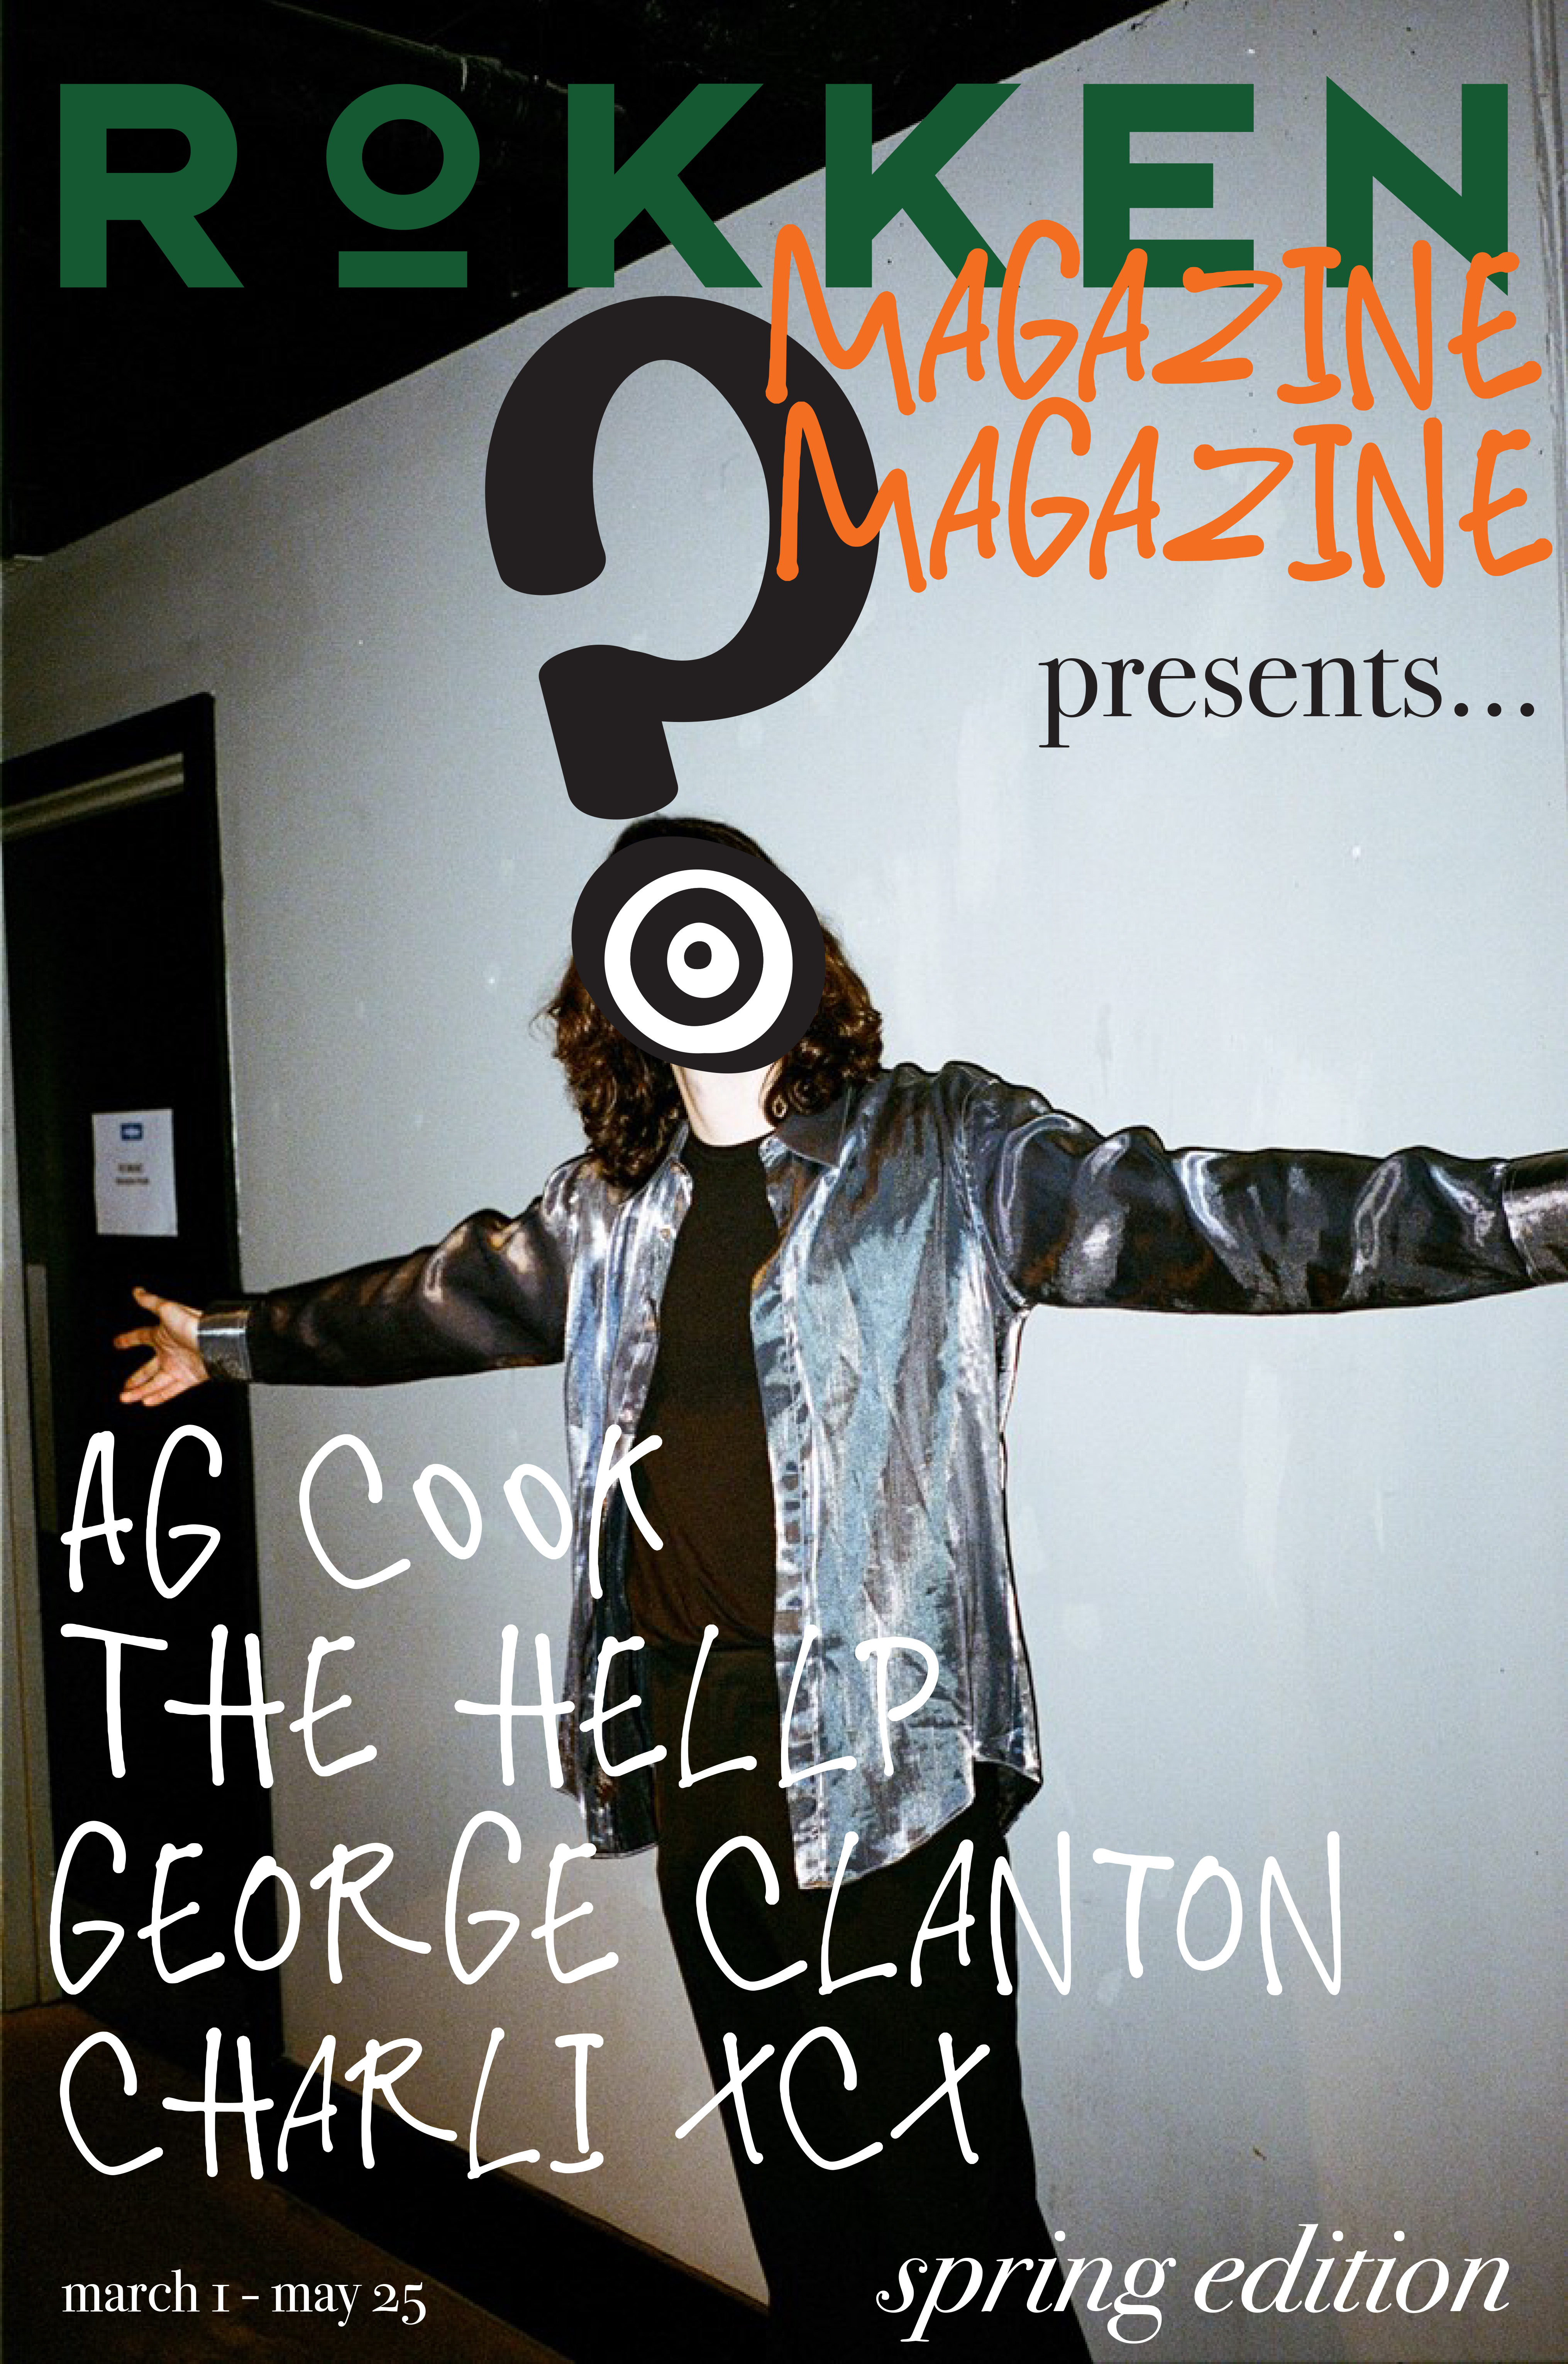 ROKKEN
MAGAZINE
MAGAZINE
presents...
AG COOK
THE HELLP
GEORGE CLANTON
CHARLI XCX
march 1 - may 25
spring edition